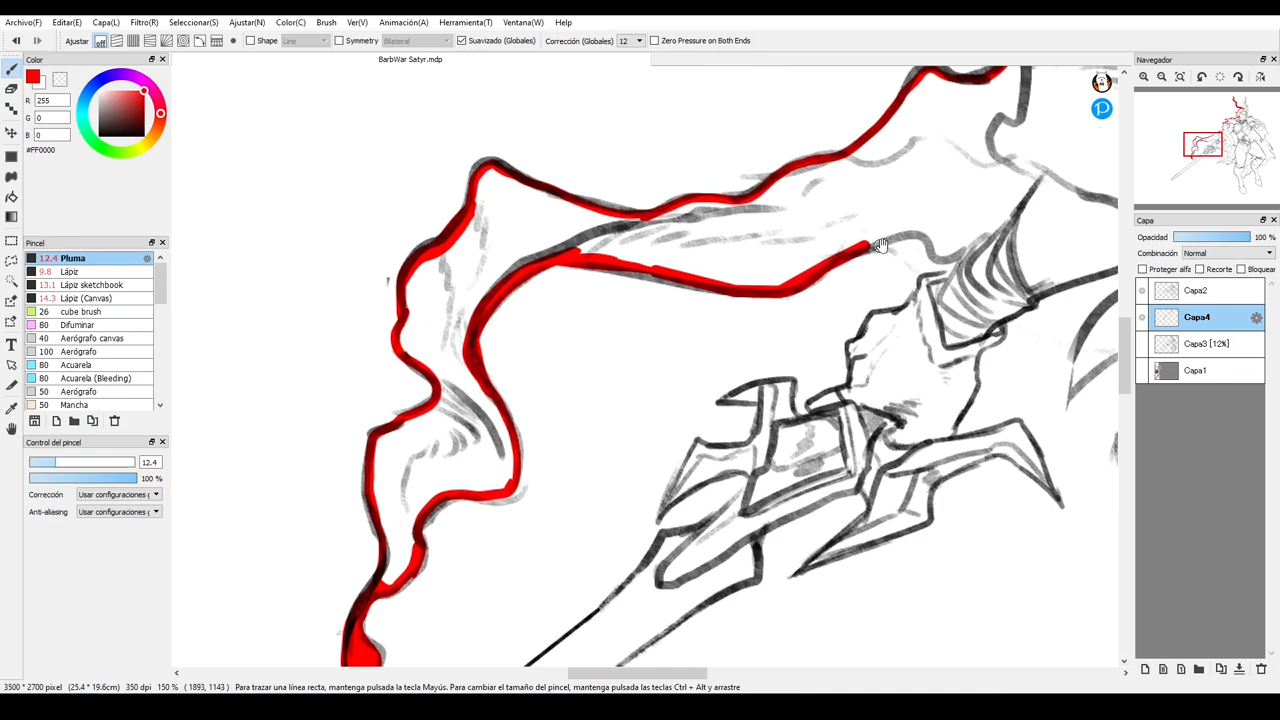 Archivo(F) Editar(E) Capa(L) Filtro(R) Seleccionar(S) Ajustar(N) Color(C) Brush Ver(V) Animación(A) Herramienta(T) Ventana(W) Help
Ajustar off Shape Line Symmetry Bilateral Suavizado (Globales) Corrección (Globales) 12 Zero Pressure on Both Ends
Color
BarbWar Satyr.mdp
Navegador
R 255
G 0
B 0
#FF0000
Capa
Opacidad 100 %
Combinación Normal
Proteger alfa Recorte Bloquear
Capa2
Capa4
Capa3 [12%]
Capa1
Pincel
12.4 Pluma
9.8 Lápiz
13.1 Lápiz sketchbook
14.3 Lápiz (Canvas)
26 cube brush
80 Difuminar
40 Aerógrafo canvas
100 Aerógrafo
80 Acuarela
80 Acuarela (Bleeding)
50 Aerógrafo
50 Mancha
Control del pincel
12.4
100 %
Corrección Usar configuraciones
Anti-aliasing Usar configuraciones
3500 * 2700 pixel (25.4 * 19.6cm) 350 dpi 150 % (1893, 1143) Para trazar una línea recta, mantenga pulsada la tecla Mayús. Para cambiar el tamaño del pincel, mantenga pulsadas las teclas Ctrl + Alt y arrastre